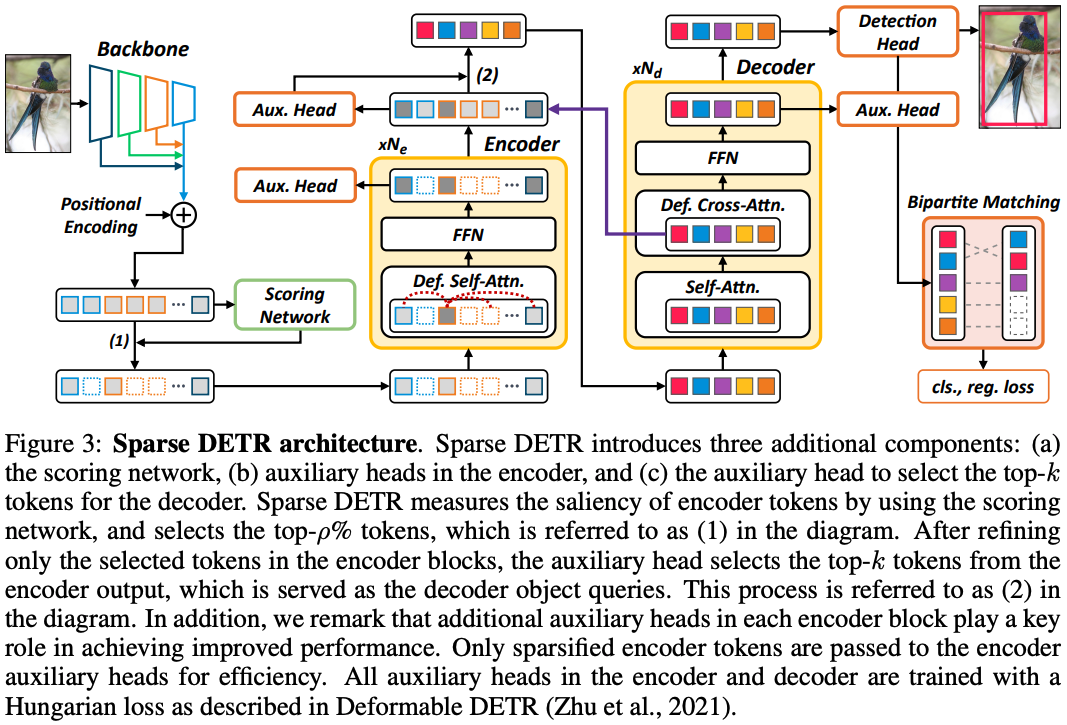 Backbone
Positional
Encoding
Scoring
Network
(1)
(2)
Aux. Head
Aux. Head
xNe
Encoder
FFN
Def. Self-Attn.
xNd
Decoder
FFN
Def. Cross-Attn.
Self-Attn.
Detection
Head
Aux. Head
Bipartite Matching
cls., reg. loss
Figure 3: Sparse DETR architecture. Sparse DETR introduces three additional components: (a)
the scoring network, (b) auxiliary heads in the encoder, and (c) the auxiliary head to select the top-k
tokens for the decoder. Sparse DETR measures the saliency of encoder tokens by using the scoring
network, and selects the top-ρ% tokens, which is referred to as (1) in the diagram. After refining
only the selected tokens in the encoder blocks, the auxiliary head selects the top-k tokens from the
encoder output, which is served as the decoder object queries. This process is referred to as (2) in
the diagram. In addition, we remark that additional auxiliary heads in each encoder block play a key
role in achieving improved performance. Only sparsified encoder tokens are passed to the encoder
auxiliary heads for efficiency. All auxiliary heads in the encoder and decoder are trained with a
Hungarian loss as described in Deformable DETR (Zhu et al., 2021).